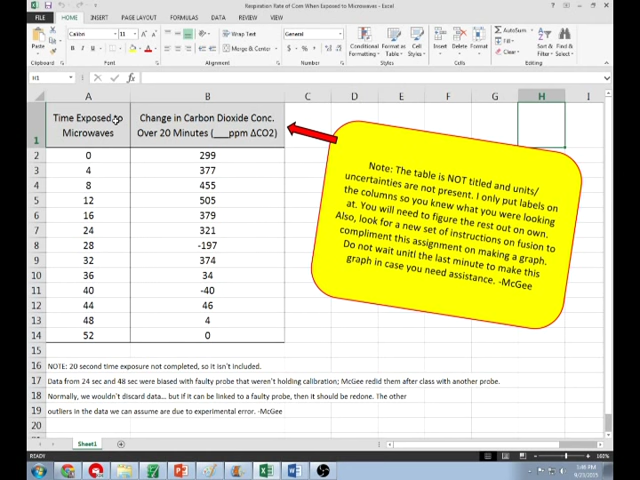 Respiration Rate of Corn When Exposed to Microwaves - Excel
FILE HOME INSERT PAGE LAYOUT FORMULAS DATA REVIEW VIEW
Paste
Calibri 11
General
Wrap Text
Merge & Center
Conditional Formatting
Format as Table
Cell Styles
Insert Delete Format
AutoSum
Fill
Clear
Sort & Filter
Find & Select
Clipboard Font Alignment Number Styles Cells Editing
H1
A B C D E F G H I
1 Time Exposed to Change in Carbon Dioxide Conc.
Microwaves Over 20 Minutes (___ppm ΔCO2)
2 0 299
3 4 377
4 8 455
5 12 505
6 16 379
7 24 321
8 28 -197
9 32 374
10 36 34
11 40 -40
12 44 46
13 48 4
14 52 0
15
16 NOTE: 20 second time exposure not completed, so it isn't included.
17 Data from 24 sec and 48 sec were biased with faulty probe that weren't holding calibration; McGee redid them after class with another probe.
18 Normally, we wouldn't discard data... but if it can be linked to a faulty probe, then it should be redone. The other
19 outliers in the data we can assume are due to experimental error. -McGee
20
Note: The table is NOT titled and units/
uncertainties are not present. I only put labels on
the columns so you knew what you were looking
at. You will need to figure the rest out on own.
Also, look for a new set of instructions on fusion to
compliment this assignment on making a graph.
Do not wait unitl the last minute to make this
graph in case you need assistance. -McGee
Sheet1
READY 100%
1:46 PM
9/23/2015